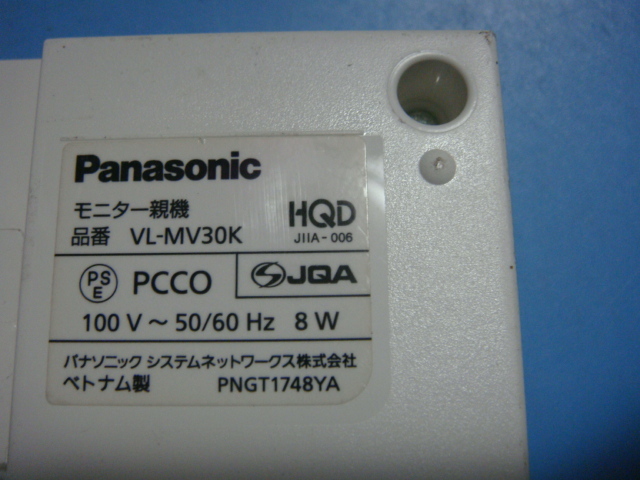 Panasonic
モニター親機
品番 VL-MV30K
HQD
JIIA-006
PSE PCCO
JQA
100 V ~ 50/60 Hz 8 W
パナソニック システムネットワークス株式会社
ベトナム製 PNGT1748YA